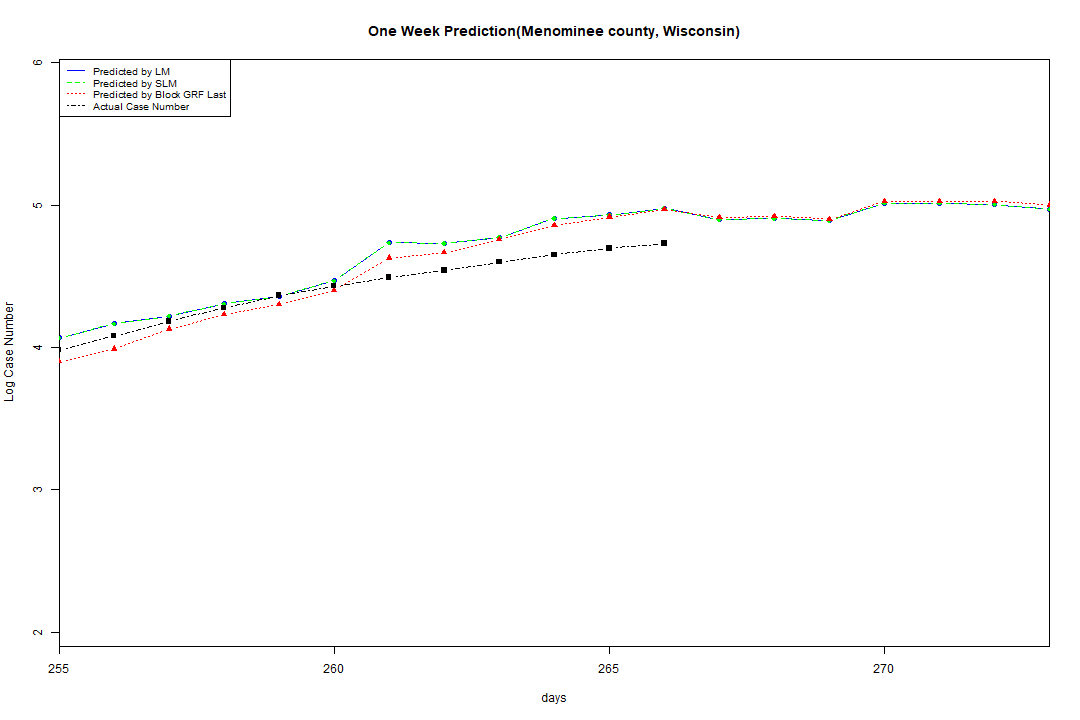 One Week Prediction(Menominee county, Wisconsin)
Predicted by LM
Predicted by SLM
Predicted by Block GRF Last
Actual Case Number
6
5
4
3
2
Log Case Number
255
260
265
270
days